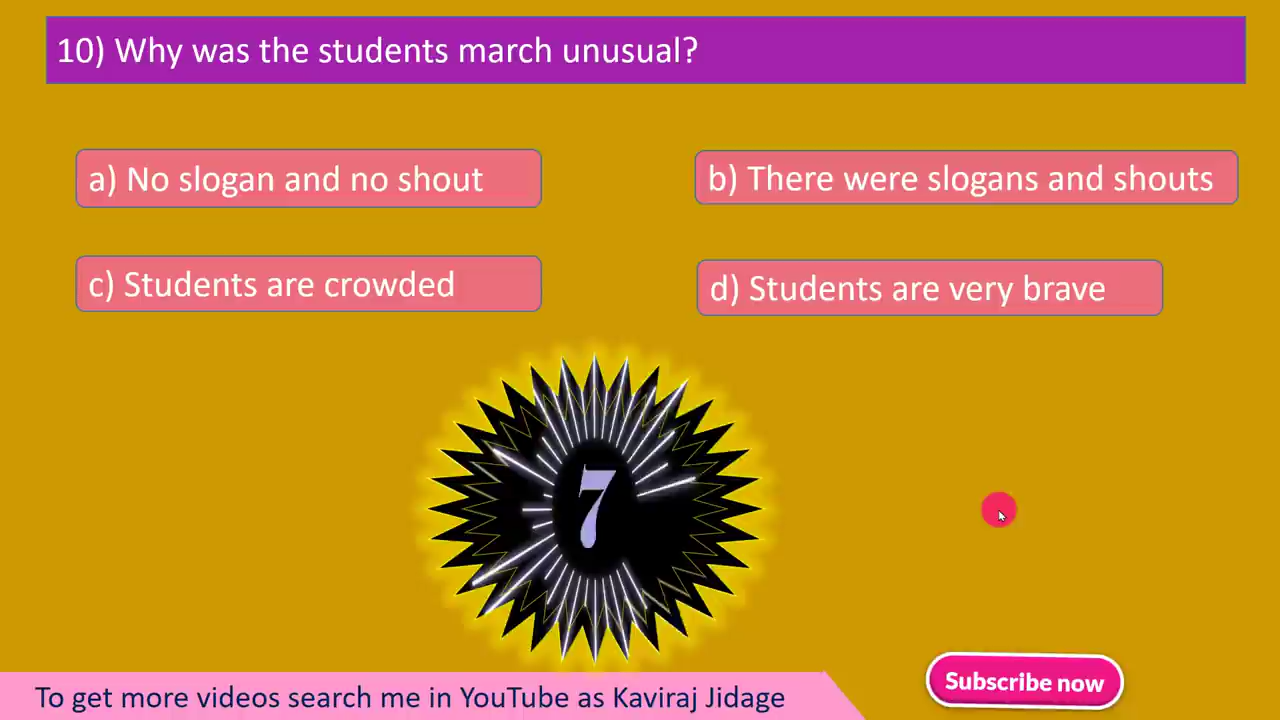 10) Why was the students march unusual?
a) No slogan and no shout
b) There were slogans and shouts
c) Students are crowded
d) Students are very brave
7
To get more videos search me in YouTube as Kaviraj Jidage
Subscribe now